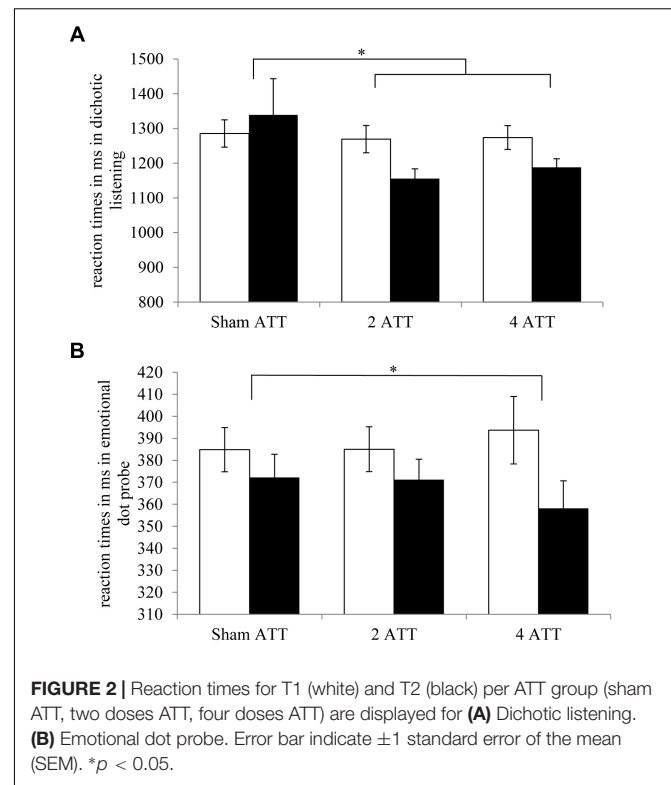 A
*
reaction times in ms in dichotic
listening
1500
1400
1300
1200
1100
1000
900
800
Sham ATT 2 ATT 4 ATT
B
*
reaction times in ms in emotional
dot probe
420
410
400
390
380
370
360
350
340
330
320
310
Sham ATT 2 ATT 4 ATT
FIGURE 2 | Reaction times for T1 (white) and T2 (black) per ATT group (sham
ATT, two doses ATT, four doses ATT) are displayed for (A) Dichotic listening.
(B) Emotional dot probe. Error bar indicate ±1 standard error of the mean
(SEM). *p < 0.05.